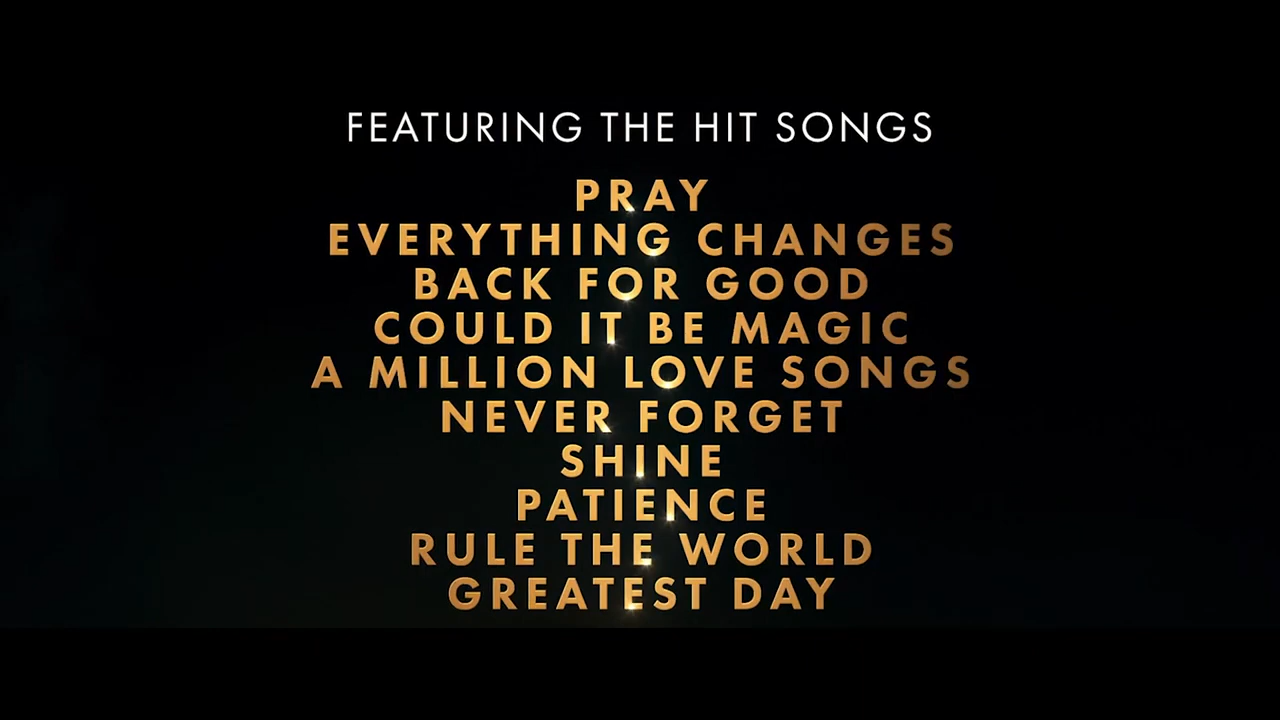 FEATURING THE HIT SONGS
PRAY
EVERYTHING CHANGES
BACK FOR GOOD
COULD IT BE MAGIC
A MILLION LOVE SONGS
NEVER FORGET
SHINE
PATIENCE
RULE THE WORLD
GREATEST DAY